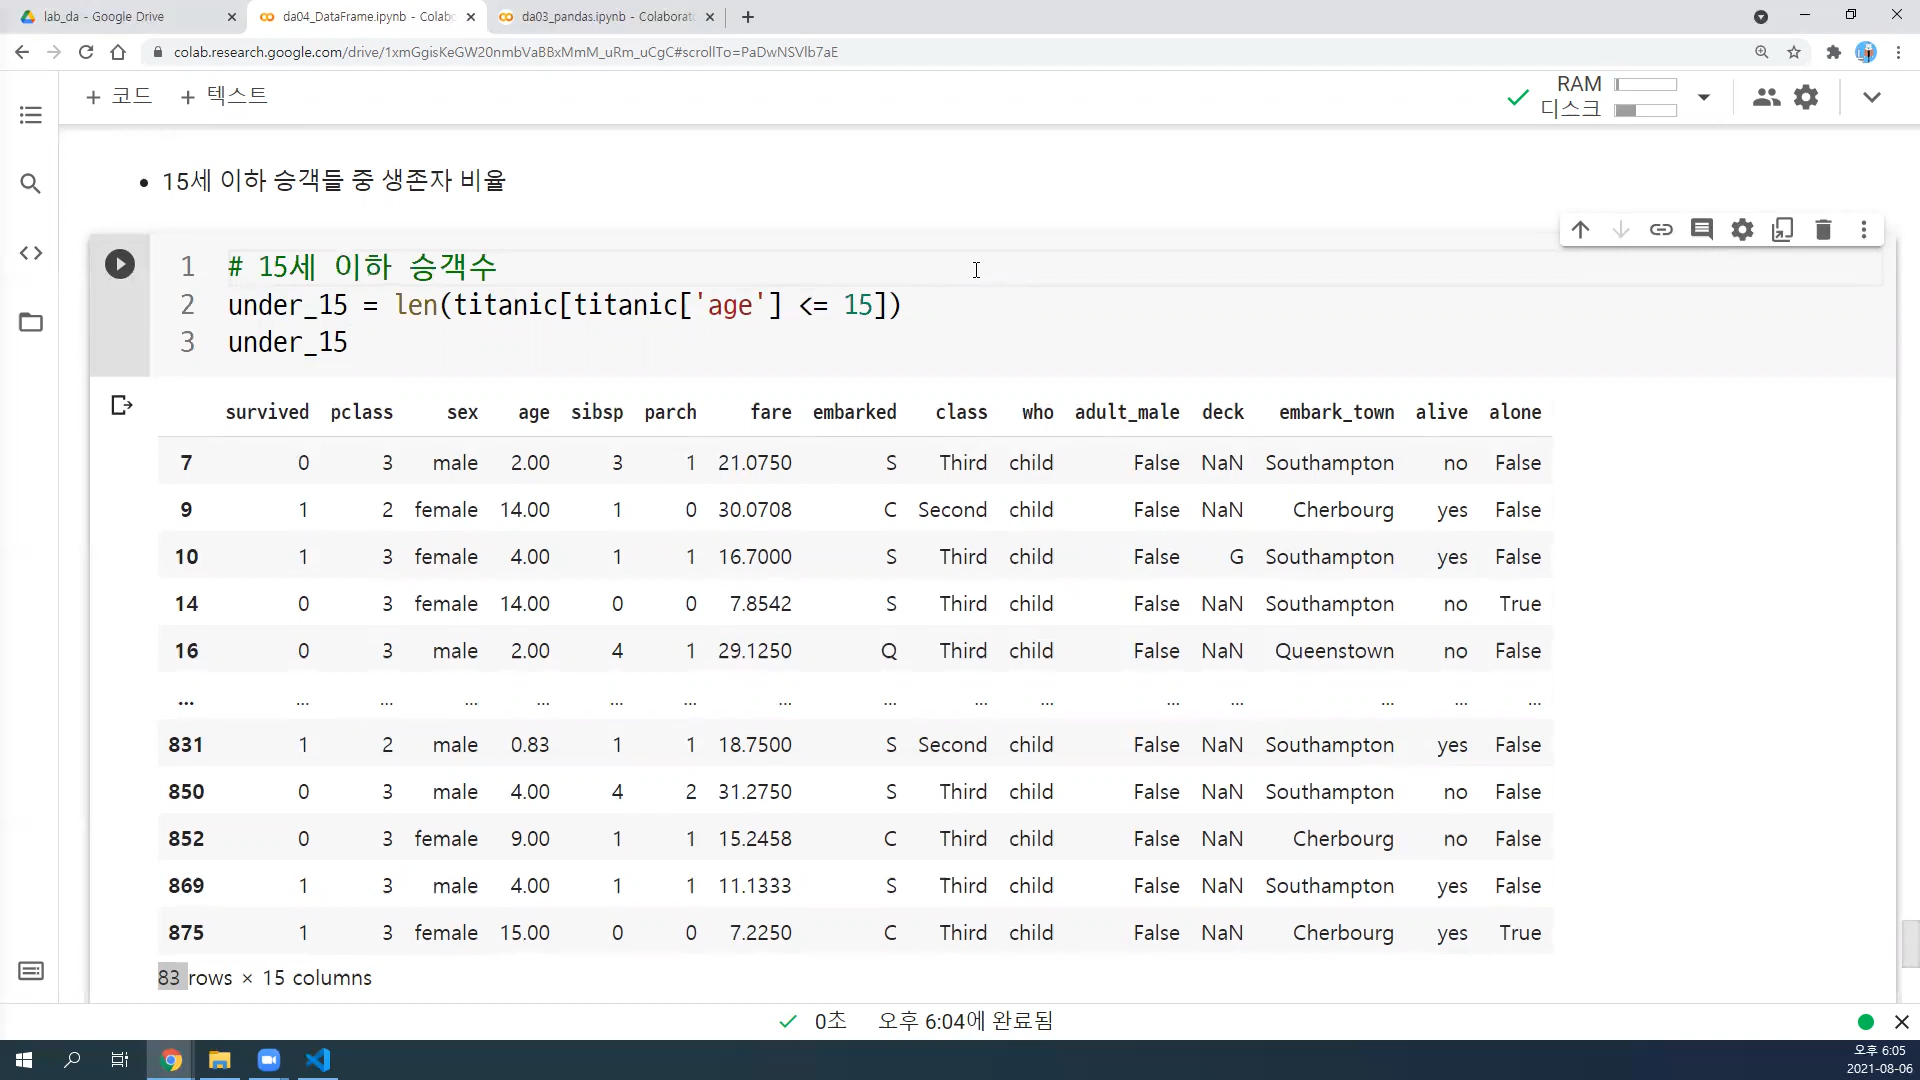 lab_da - Google Drive
da04_DataFrame.ipynb - Colab
da03_pandas.ipynb - Colaborat
colab.research.google.com/drive/1xmGgisKeGW20nmbVaBBxMmM_uRm_uCgC#scrollTo=PaDwNSVlb7aE
+ 코드 + 텍스트
RAM
디스크
15세 이하 승객들 중 생존자 비율
1 # 15세 이하 승객수
2 under_15 = len(titanic[titanic['age'] <= 15])
3 under_15
survived pclass sex age sibsp parch fare embarked class who adult_male deck embark_town alive alone
7 0 3 male 2.00 3 1 21.0750 S Third child False NaN Southampton no False
9 1 2 female 14.00 1 0 30.0708 C Second child False NaN Cherbourg yes False
10 1 3 female 4.00 1 1 16.7000 S Third child False G Southampton yes False
14 0 3 female 14.00 0 0 7.8542 S Third child False NaN Southampton no True
16 0 3 male 2.00 4 1 29.1250 Q Third child False NaN Queenstown no False
... ... ... ... ... ... ... ... ... ... ... ... ... ... ... ...
831 1 2 male 0.83 1 1 18.7500 S Second child False NaN Southampton yes False
850 0 3 male 4.00 4 2 31.2750 S Third child False NaN Southampton no False
852 0 3 female 9.00 1 1 15.2458 C Third child False NaN Cherbourg no False
869 1 3 male 4.00 1 1 11.1333 S Third child False NaN Southampton yes False
875 1 3 female 15.00 0 0 7.2250 C Third child False NaN Cherbourg yes True
83 rows × 15 columns
0초 오후 6:04에 완료됨
오후 6:05
2021-08-06